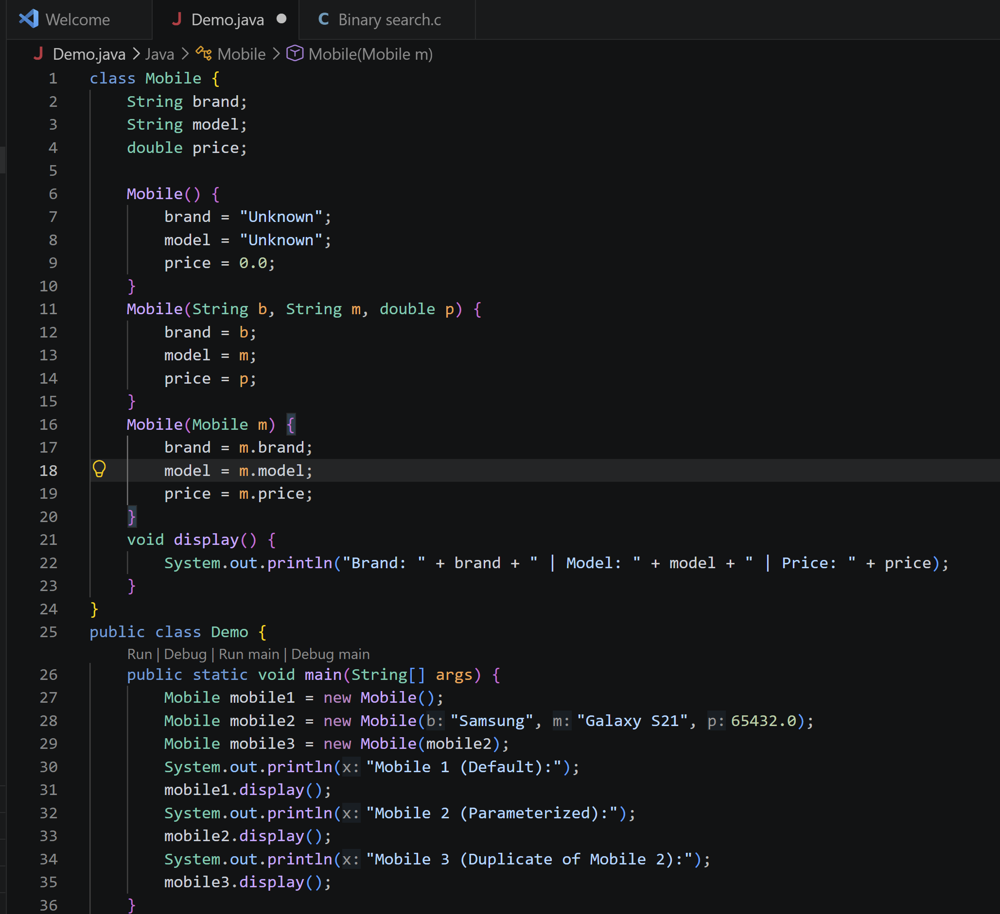 Welcome
J Demo.java
C Binary search.c
J Demo.java > Java > Mobile > Mobile(Mobile m)
1 class Mobile {
2     String brand;
3     String model;
4     double price;
5
6     Mobile() {
7         brand = "Unknown";
8         model = "Unknown";
9         price = 0.0;
10     }
11     Mobile(String b, String m, double p) {
12         brand = b;
13         model = m;
14         price = p;
15     }
16     Mobile(Mobile m) {
17         brand = m.brand;
18         model = m.model;
19         price = m.price;
20     }
21     void display() {
22         System.out.println("Brand: " + brand + " | Model: " + model + " | Price: " + price);
23     }
24 }
25 public class Demo {
Run | Debug | Run main | Debug main
26     public static void main(String[] args) {
27         Mobile mobile1 = new Mobile();
28         Mobile mobile2 = new Mobile(b: "Samsung", m: "Galaxy S21", p: 65432.0);
29         Mobile mobile3 = new Mobile(mobile2);
30         System.out.println(x: "Mobile 1 (Default):");
31         mobile1.display();
32         System.out.println(x: "Mobile 2 (Parameterized):");
33         mobile2.display();
34         System.out.println(x: "Mobile 3 (Duplicate of Mobile 2):");
35         mobile3.display();
36     }